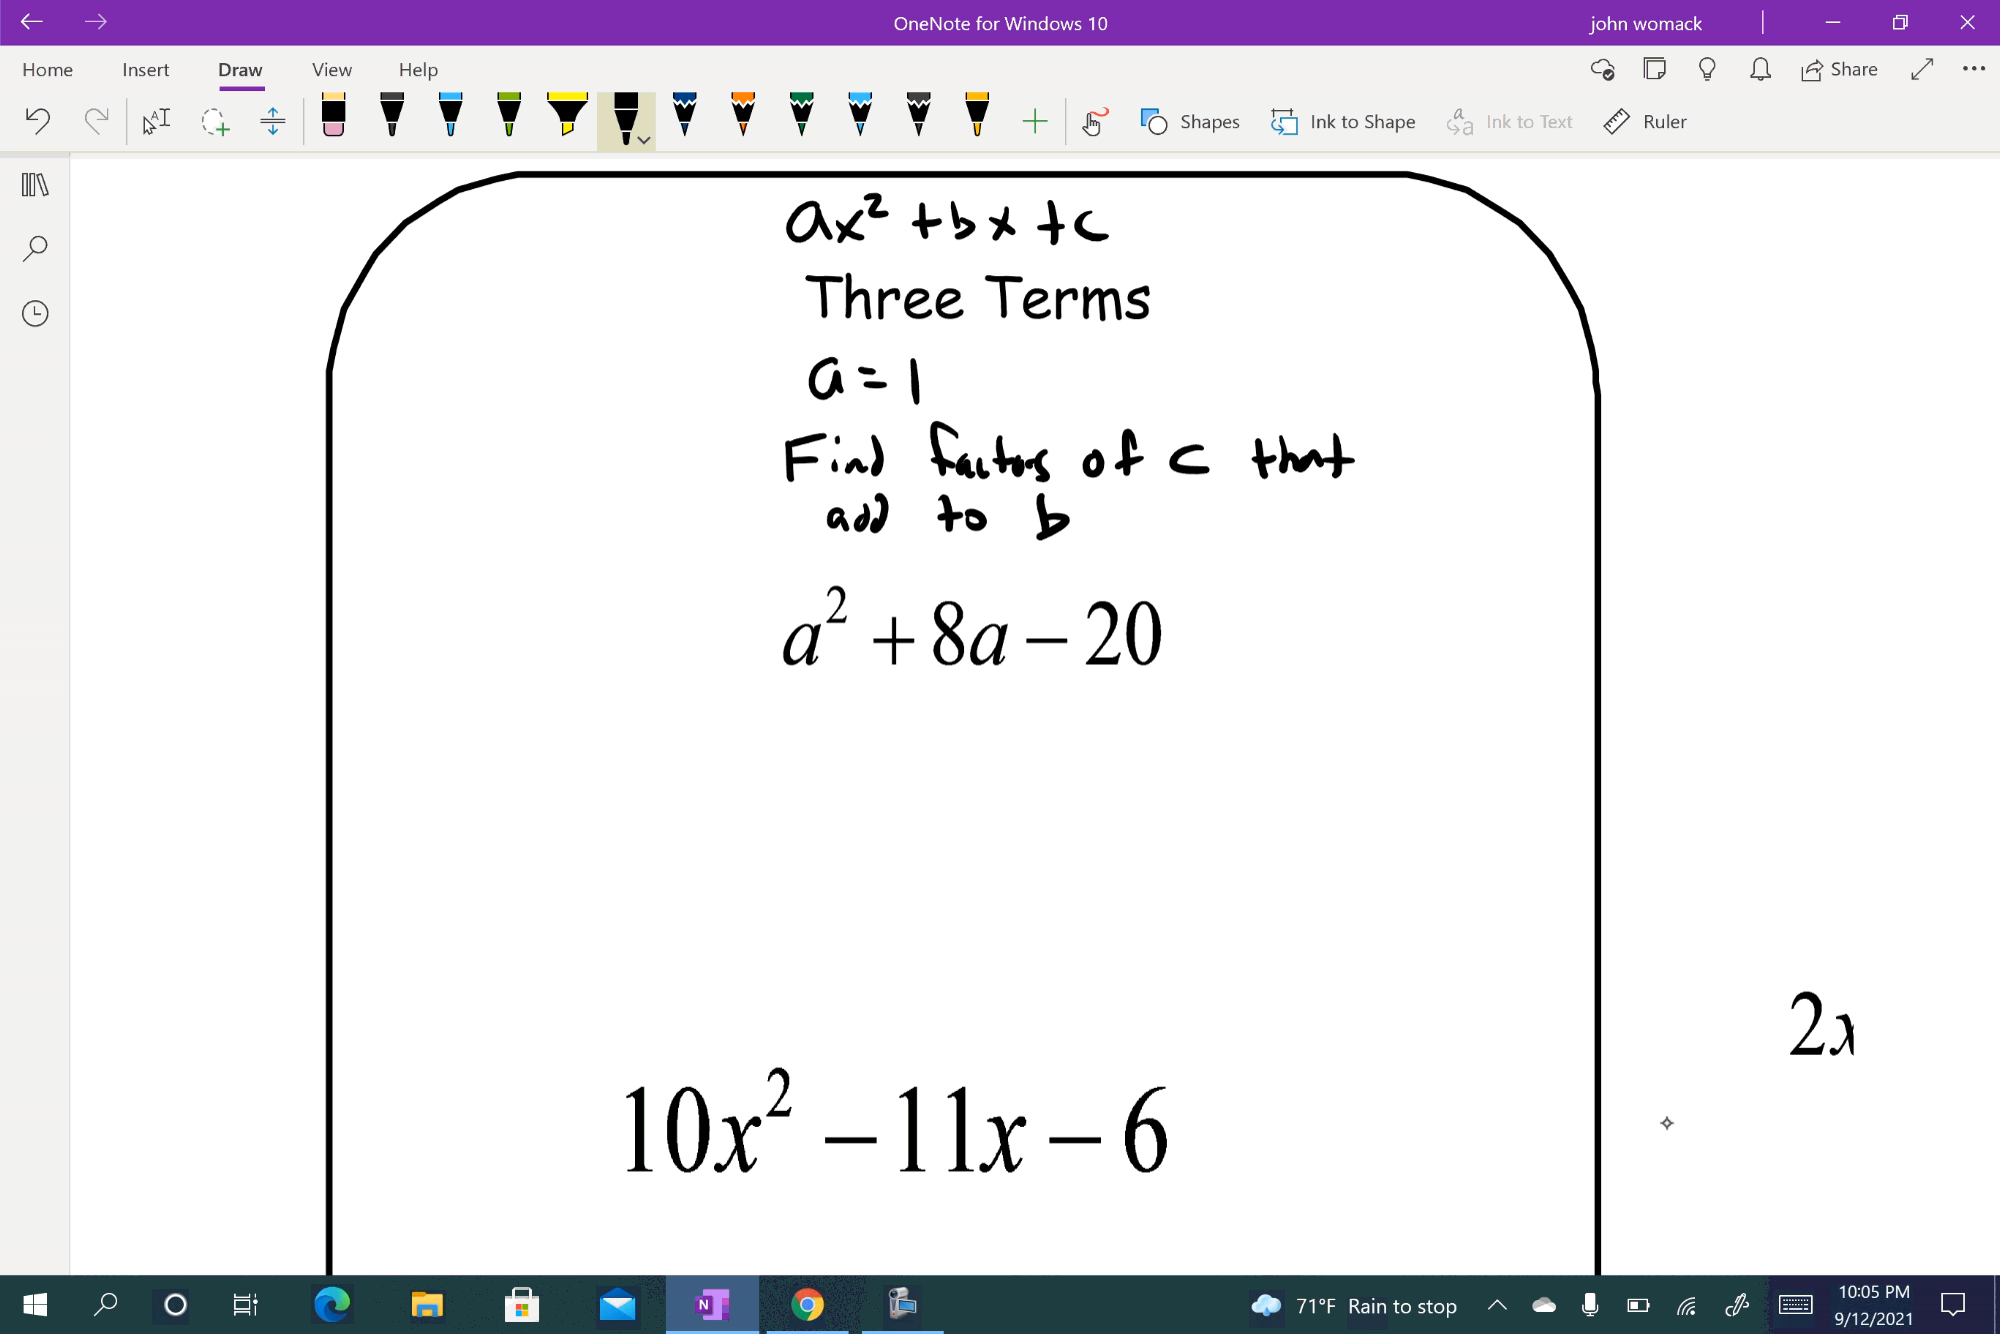 OneNote for Windows 10
john womack
Home Insert Draw View Help
Share
Shapes Ink to Shape Ink to Text Ruler
ax² + bx + c
Three Terms
a = 1
Find factors of c that
add to b
a² + 8a − 20
2x
10x² − 11x − 6
71°F Rain to stop
10:05 PM
9/12/2021